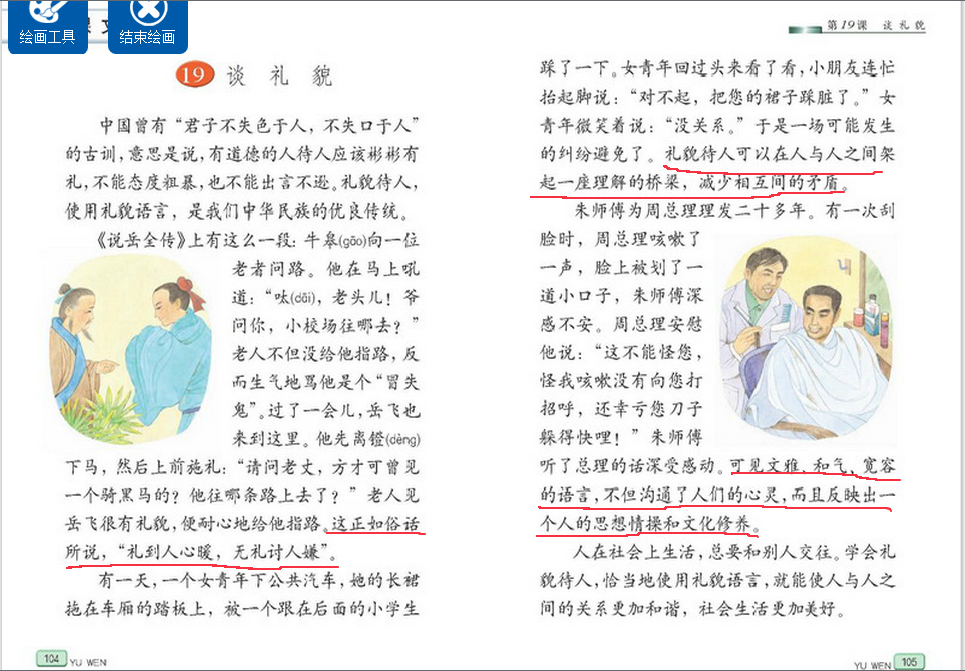 绘画工具
课文
结束绘画
19 谈礼貌
中国曾有“君子不失色于人，不失口于人”
的古训，意思是说，有道德的人待人应该彬彬有
礼，不能态度粗暴，也不能出言不逊。礼貌待人，
使用礼貌语言，是我们中华民族的优良传统。
《说岳全传》上有这么一段：牛皋(gāo)向一位
老者问路。他在马上吼
道：“呔(dāi)，老头儿！爷
问你，小校场往哪去？”
老人不但没给他指路，反
而生气地骂他是个“冒失
鬼”。过了一会儿，岳飞也
来到这里。他先离镫(dèng)
下马，然后上前施礼：“请问老丈，方才可曾见
一个骑黑马的？他往哪条路上去了？”老人见
岳飞很有礼貌，便耐心地给他指路。这正如俗话
所说，“礼到人心暖，无礼讨人嫌”。
有一天，一个女青年下公共汽车，她的长裙
拖在车厢的踏板上，被一个跟在后面的小学生
104 YU WEN
第19课 谈礼貌
踩了一下。女青年回过头来看了看，小朋友连忙
抬起脚说：“对不起，把您的裙子踩脏了。”女
青年微笑着说：“没关系。”于是一场可能发生
的纠纷避免了。礼貌待人可以在人与人之间架
起一座理解的桥梁，减少相互间的矛盾。
朱师傅为周总理理发二十多年。有一次刮
脸时，周总理咳嗽了
一声，脸上被划了一
道小口子，朱师傅深
感不安。周总理安慰
他说：“这不能怪您，
怪我咳嗽没有向您打
招呼，还幸亏您刀子
躲得快哩！”朱师傅
听了总理的话深受感动。可见文雅、和气、宽容
的语言，不但沟通了人们的心灵，而且反映出一
个人的思想情操和文化修养。
人在社会上生活，总要和别人交往。学会礼
貌待人，恰当地使用礼貌语言，就能使人与人之
间的关系更加和谐，社会生活更加美好。
YU WEN 105